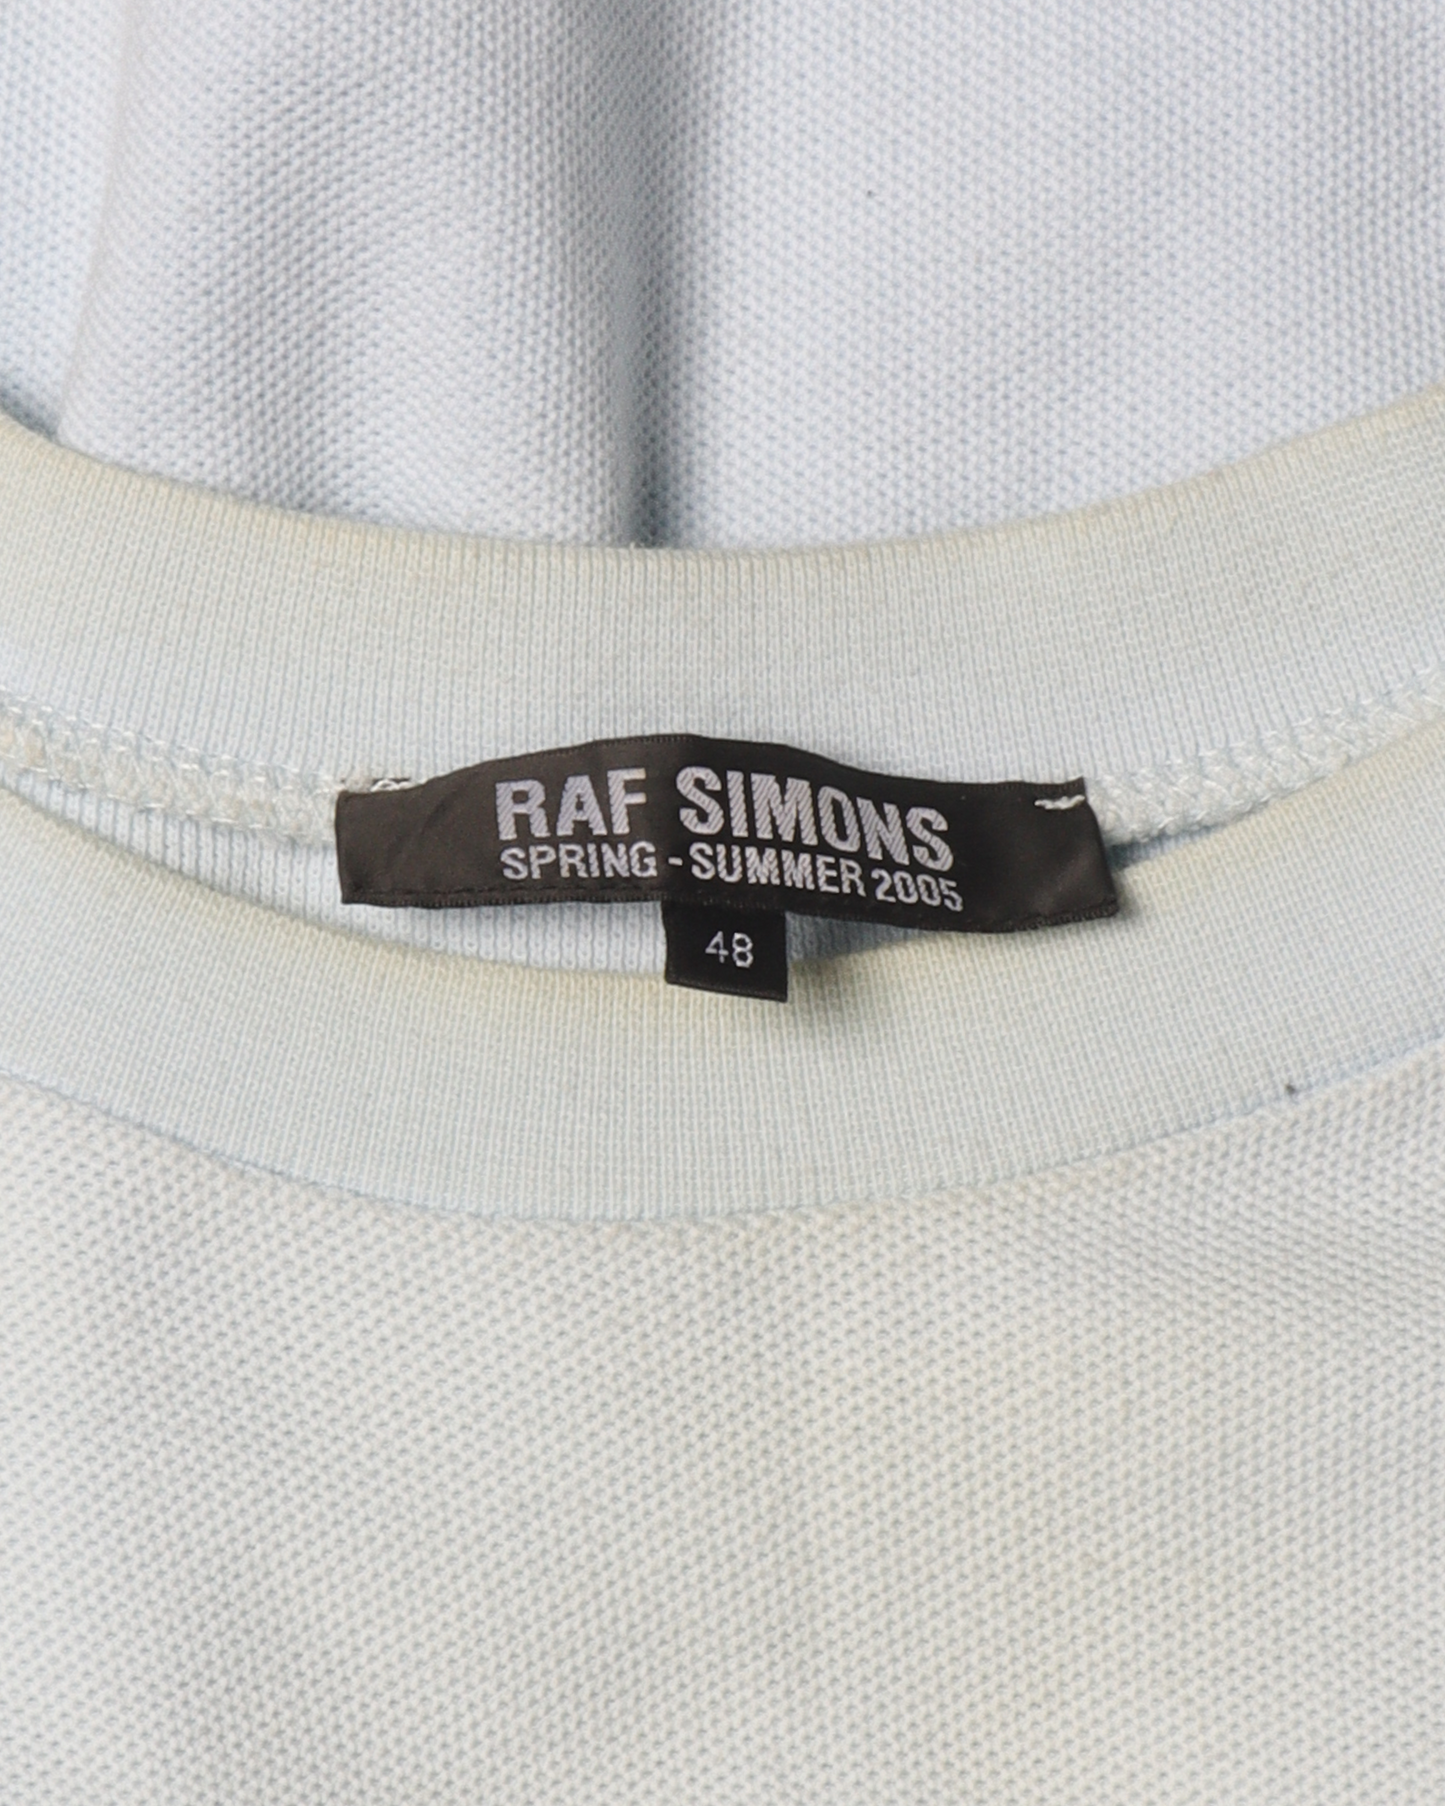 RAF SIMONS
SPRING - SUMMER 2005
48